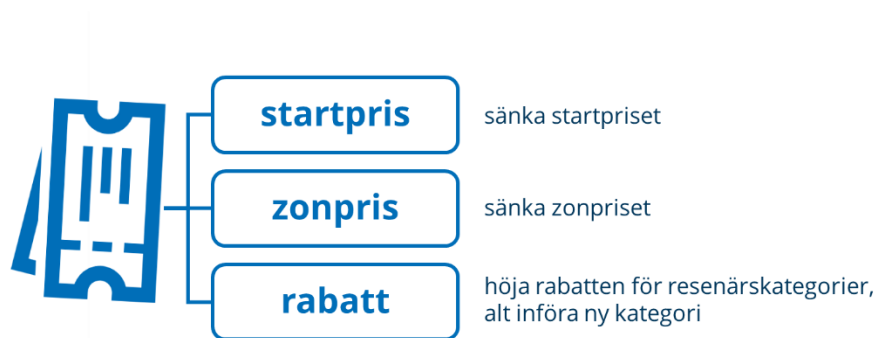 startpris
sänka startpriset
zonpris
sänka zonpriset
rabatt
höja rabatten för resenärskategorier,
alt införa ny kategori